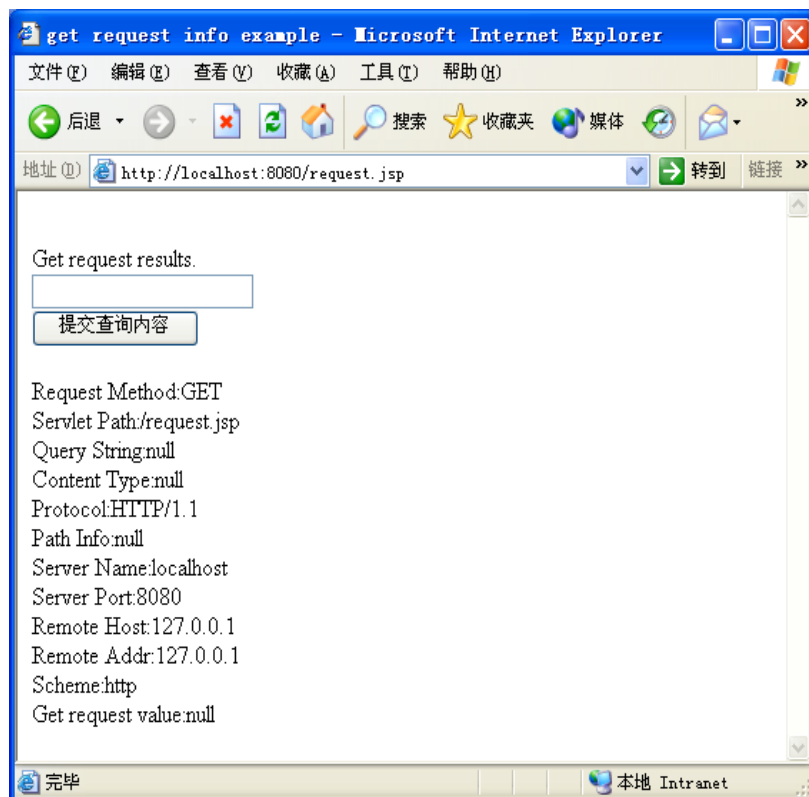 get request info example - Microsoft Internet Explorer
文件(F) 编辑(E) 查看(V) 收藏(A) 工具(T) 帮助(H)
后退 搜索 收藏夹 媒体 »
地址(D) http://localhost:8080/request.jsp 转到 链接 »
Get request results.
提交查询内容
Request Method:GET
Servlet Path:/request.jsp
Query String:null
Content Type:null
Protocol:HTTP/1.1
Path Info:null
Server Name:localhost
Server Port:8080
Remote Host:127.0.0.1
Remote Addr:127.0.0.1
Scheme:http
Get request value:null
完毕 本地 Intranet